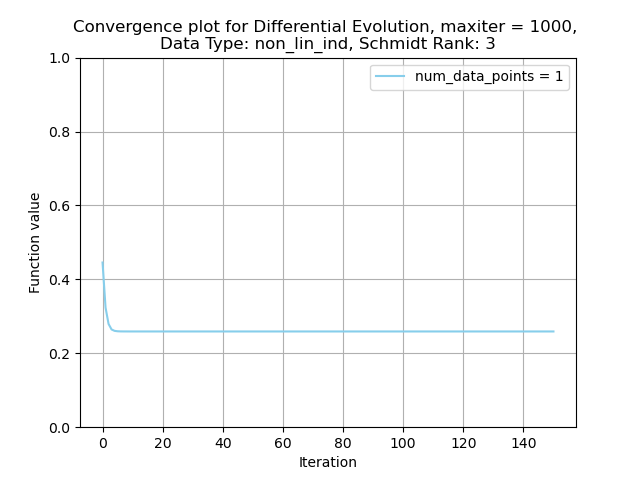 Convergence plot for Differential Evolution, maxiter = 1000,
Data Type: non_lin_ind, Schmidt Rank: 3
num_data_points = 1
Function value
1.0
0.8
0.6
0.4
0.2
0.0
0 20 40 60 80 100 120 140
Iteration